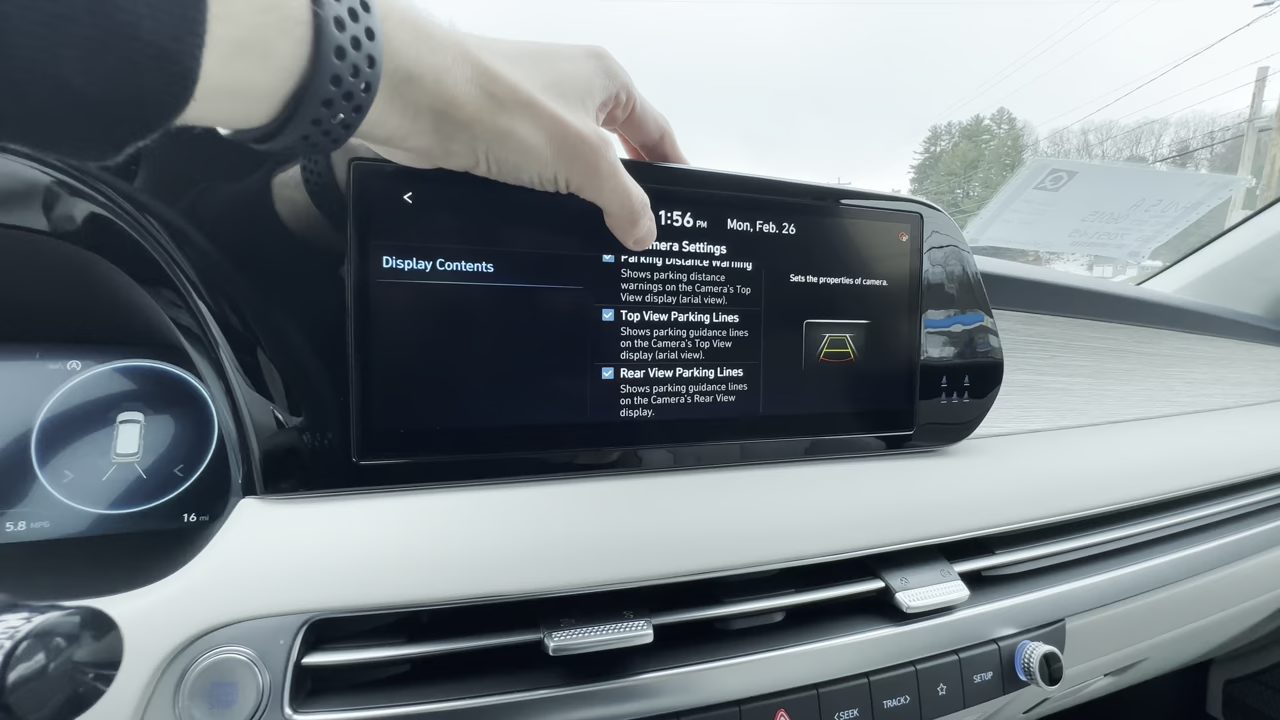 <
1:56 PM Mon, Feb. 26
mera Settings
Display Contents
Parking Distance Warning
Shows parking distance
warnings on the Camera's Top
View display (arial view).
Top View Parking Lines
Shows parking guidance lines
on the Camera's Top View
display (arial view).
Rear View Parking Lines
Shows parking guidance lines
on the Camera's Rear View
display.
Sets the properties of camera.
5.8 MPG
16 mi
<SEEK
TRACK>
SETUP